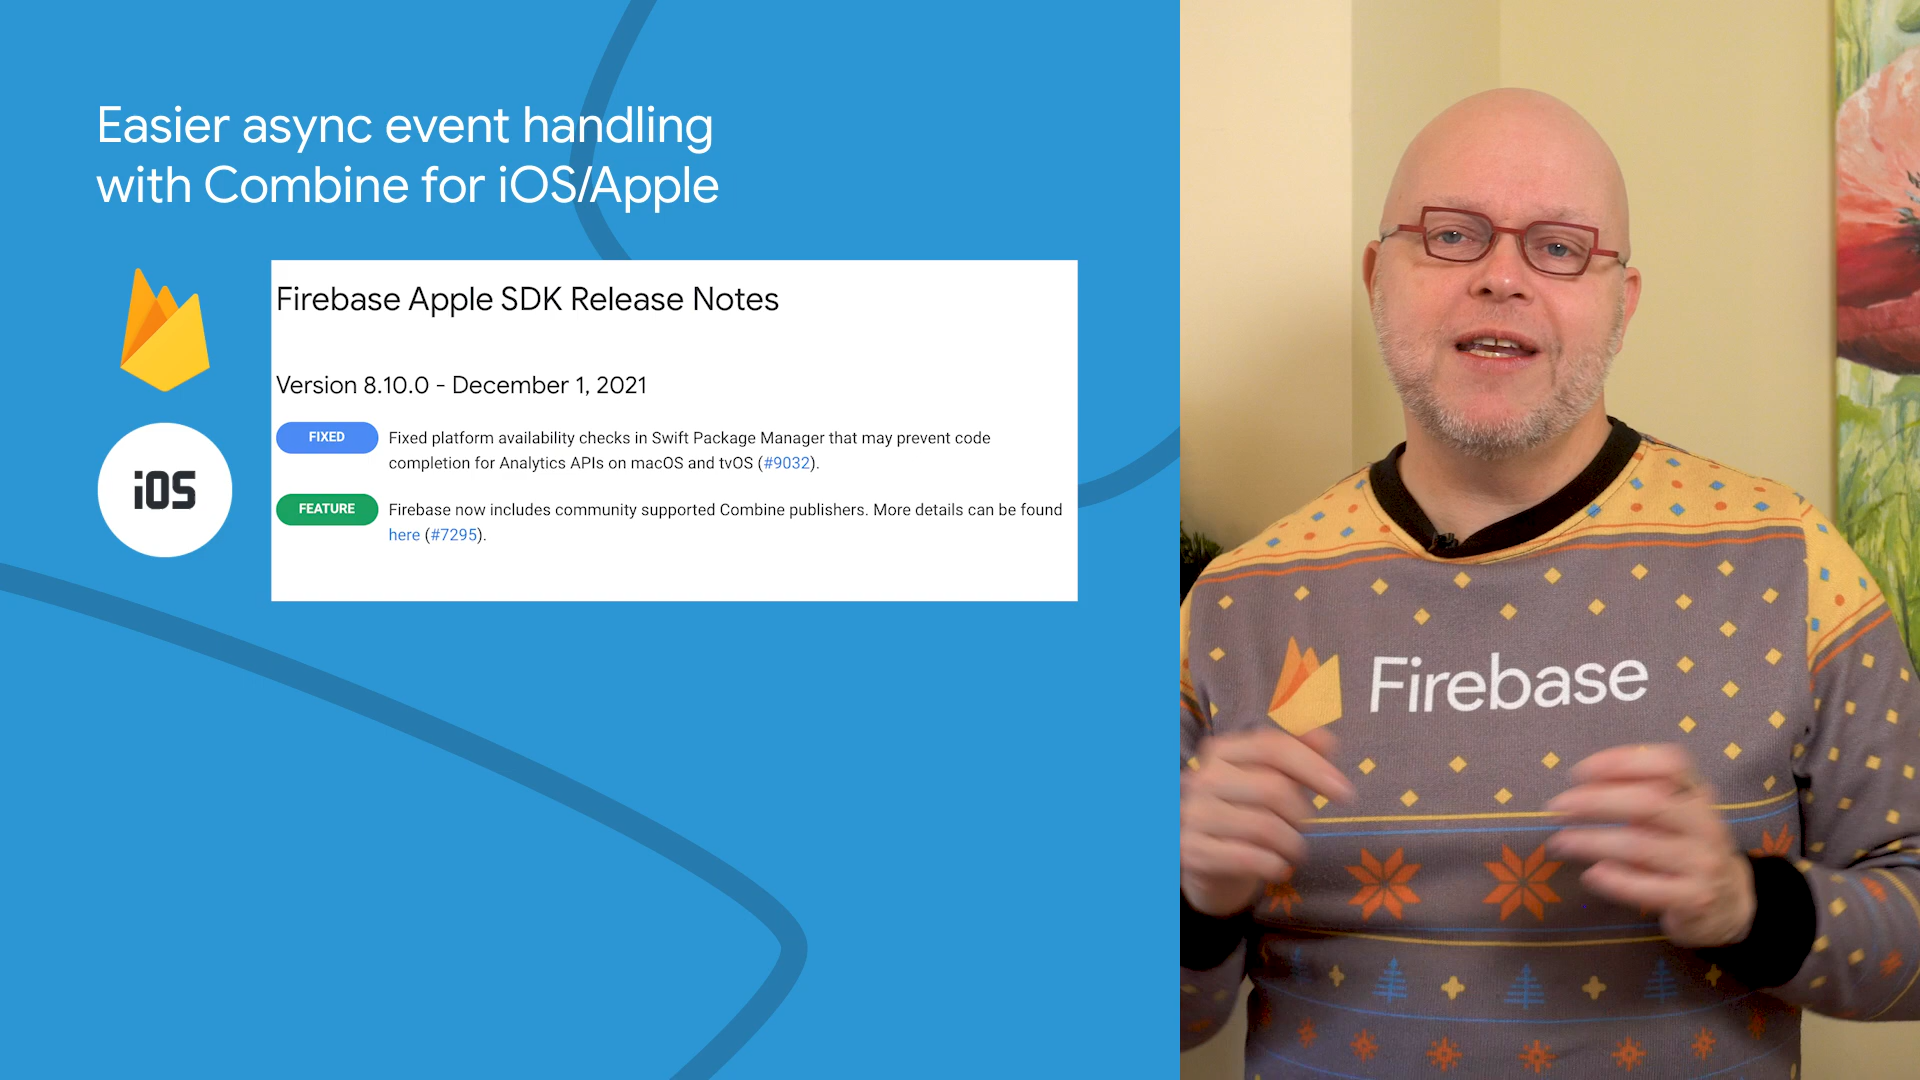 Easier async event handling
with Combine for iOS/Apple
Firebase Apple SDK Release Notes
Version 8.10.0 - December 1, 2021
FIXED
Fixed platform availability checks in Swift Package Manager that may prevent code
completion for Analytics APIs on macOS and tvOS (#9032).
iOS
FEATURE
Firebase now includes community supported Combine publishers. More details can be found
here (#7295).
Firebase